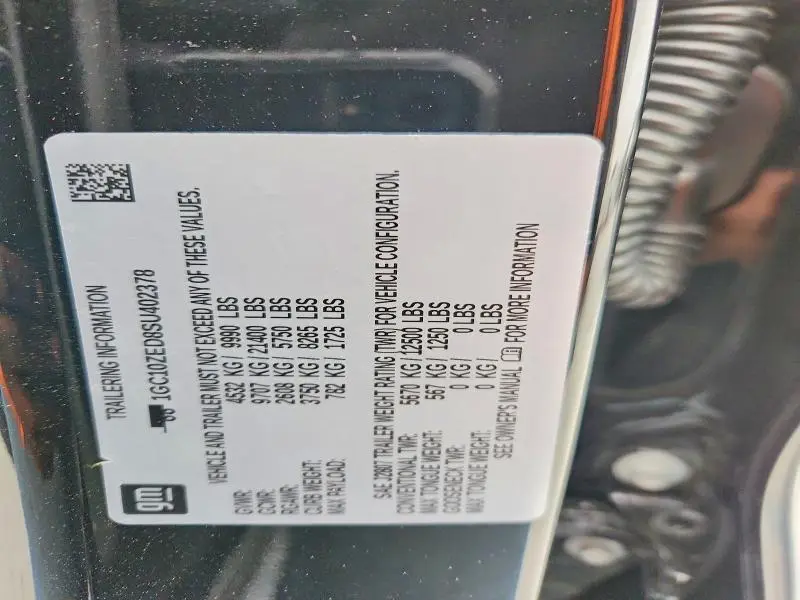 gm
TRAILERING INFORMATION
1GC10ZED8SU402378
VEHICLE AND TRAILER MUST NOT EXCEED ANY OF THESE VALUES.
GVWR: 4532 KG / 9990 LBS
GCWR: 9707 KG / 21400 LBS
RGAWR: 2608 KG / 5750 LBS
CURB WEIGHT: 3750 KG / 8265 LBS
MAX PAYLOAD: 782 KG / 1725 LBS
SAE J2807 TRAILER WEIGHT RATING (TWR) FOR VEHICLE CONFIGURATION.
CONVENTIONAL TWR: 5670 KG / 12500 LBS
MAX TONGUE WEIGHT: 567 KG / 1250 LBS
GOOSENECK TWR: 0 KG / 0 LBS
MAX TONGUE WEIGHT: 0 KG / 0 LBS
SEE OWNER'S MANUAL FOR MORE INFORMATION